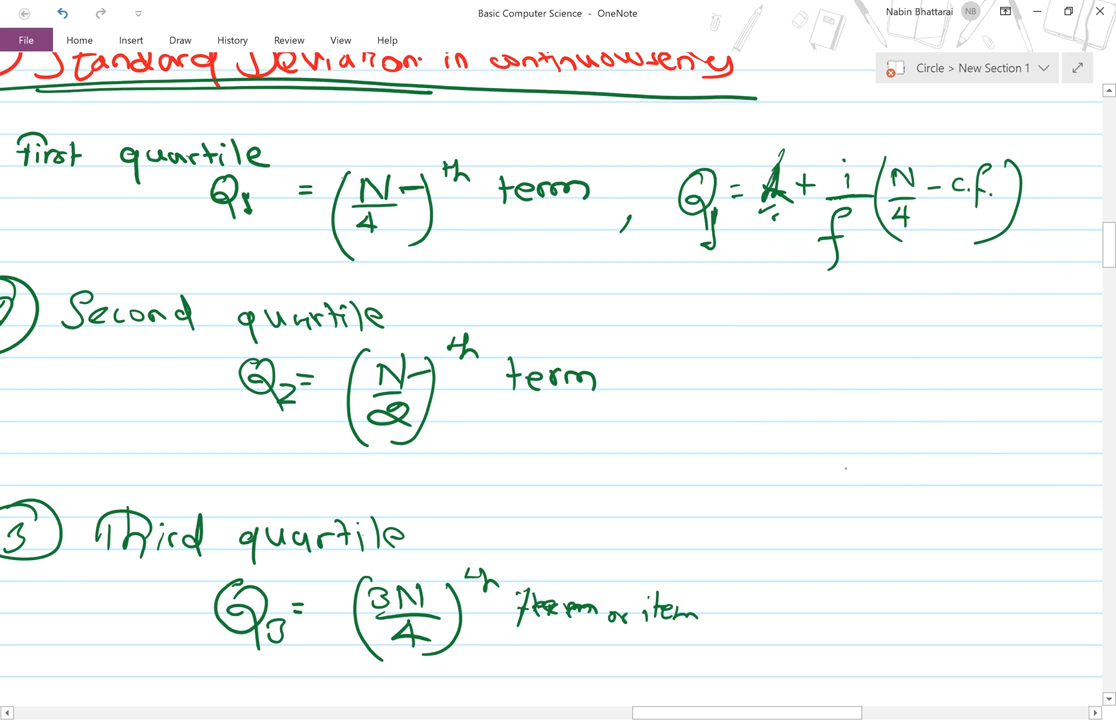 Basic Computer Science - OneNote
Nabin Bhattarai NB
File Home Insert Draw History Review View Help
Standard Deviation in continuous series
Circle > New Section 1
First quartile
Q1 = (N/4)th term , Q1 = L + i/f (N/4 - c.f.)
Second quartile
Q2 = (N/2)th term
3 Third quartile
Q3 = (3N/4)th term or item